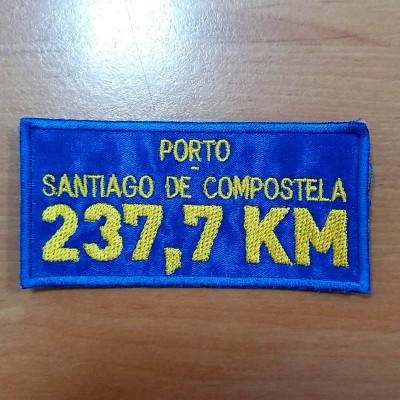 PORTO
-
SANTIAGO DE COMPOSTELA
237,7 KM